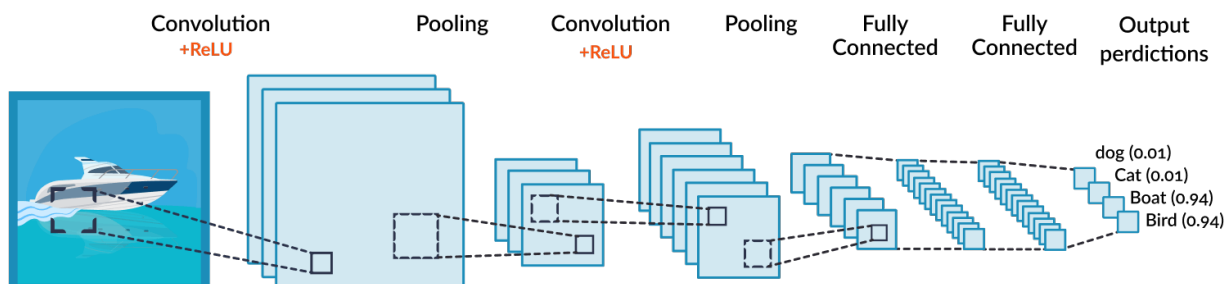 Convolution
+ReLU
Pooling
Convolution
+ReLU
Pooling
Fully
Connected
Fully
Connected
Output
perdictions
dog (0.01)
Cat (0.01)
Boat (0.94)
Bird (0.94)